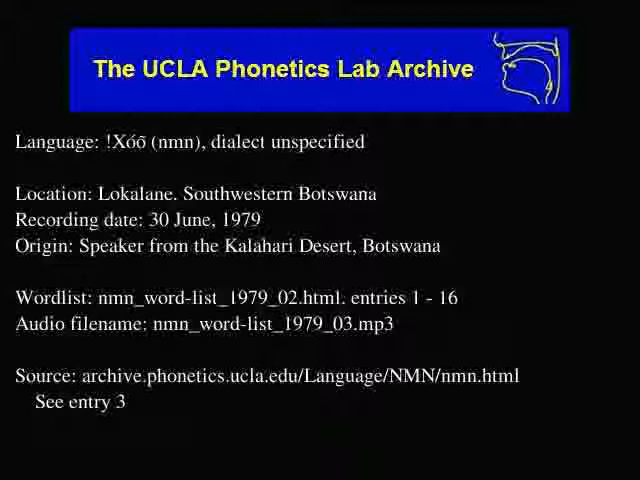 The UCLA Phonetics Lab Archive
Language: !Xóõ (nmn), dialect unspecified
Location: Lokalane. Southwestern Botswana
Recording date: 30 June, 1979
Origin: Speaker from the Kalahari Desert, Botswana
Wordlist: nmn_word-list_1979_02.html. entries 1 - 16
Audio filename: nmn_word-list_1979_03.mp3
Source: archive.phonetics.ucla.edu/Language/NMN/nmn.html
See entry 3